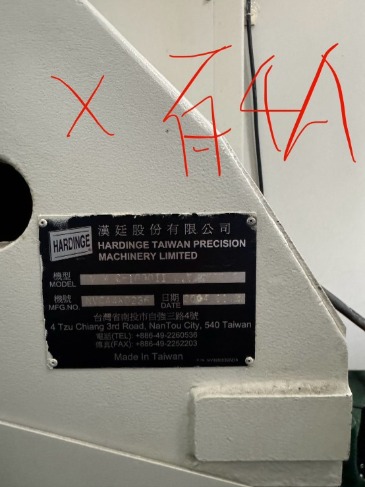 X 有4人
HARDINGE
漢廷股份有限公司
HARDINGE TAIWAN PRECISION
MACHINERY LIMITED
機型
MODEL
機號
MFG.NO.
日期
DATE
台灣省南投市自強三路4號
4 Tzu Chiang 3rd Road, NanTou City, 540 Taiwan
電話(TEL): +886-49-2260536
傳真(FAX): +886-49-2252203
Made in Taiwan